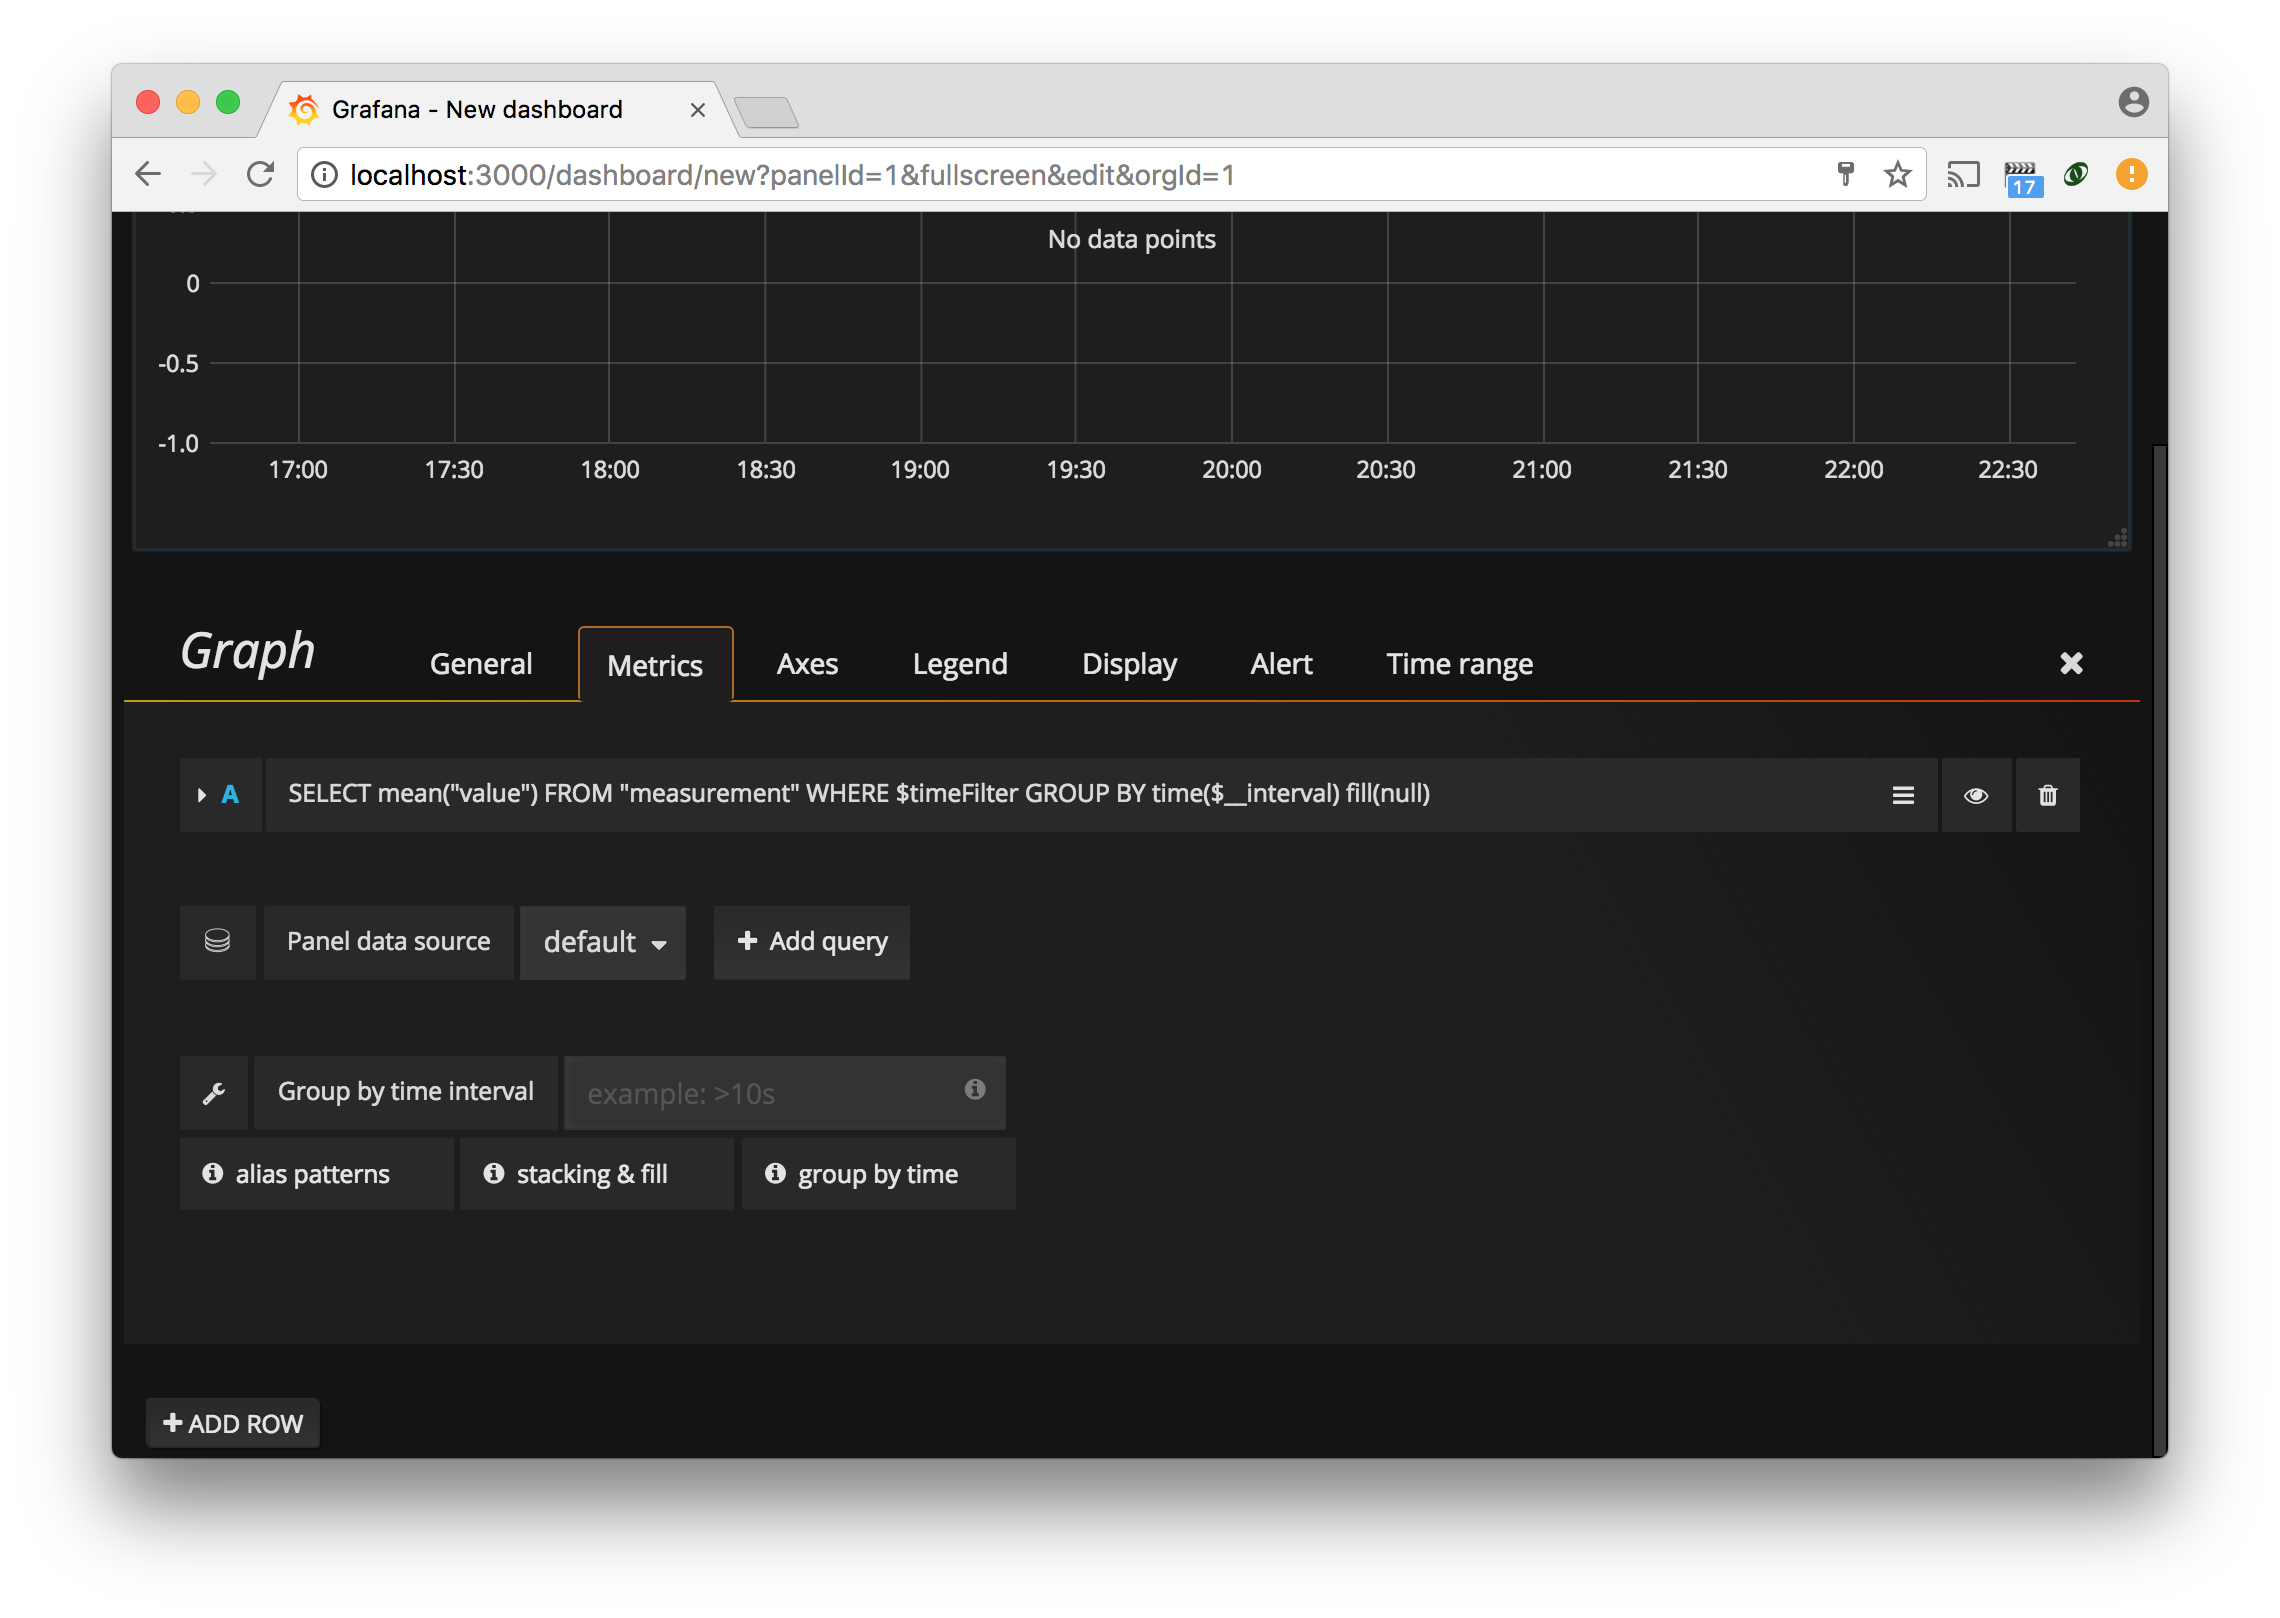 Grafana - New dashboard
localhost:3000/dashboard/new?panelId=1&fullscreen&edit&orgId=1
17
No data points
0
-0.5
-1.0
17:00 17:30 18:00 18:30 19:00 19:30 20:00 20:30 21:00 21:30 22:00 22:30
Graph General Metrics Axes Legend Display Alert Time range
A SELECT mean("value") FROM "measurement" WHERE $timeFilter GROUP BY time($__interval) fill(null)
Panel data source default Add query
Group by time interval example: >10s
alias patterns stacking & fill group by time
ADD ROW